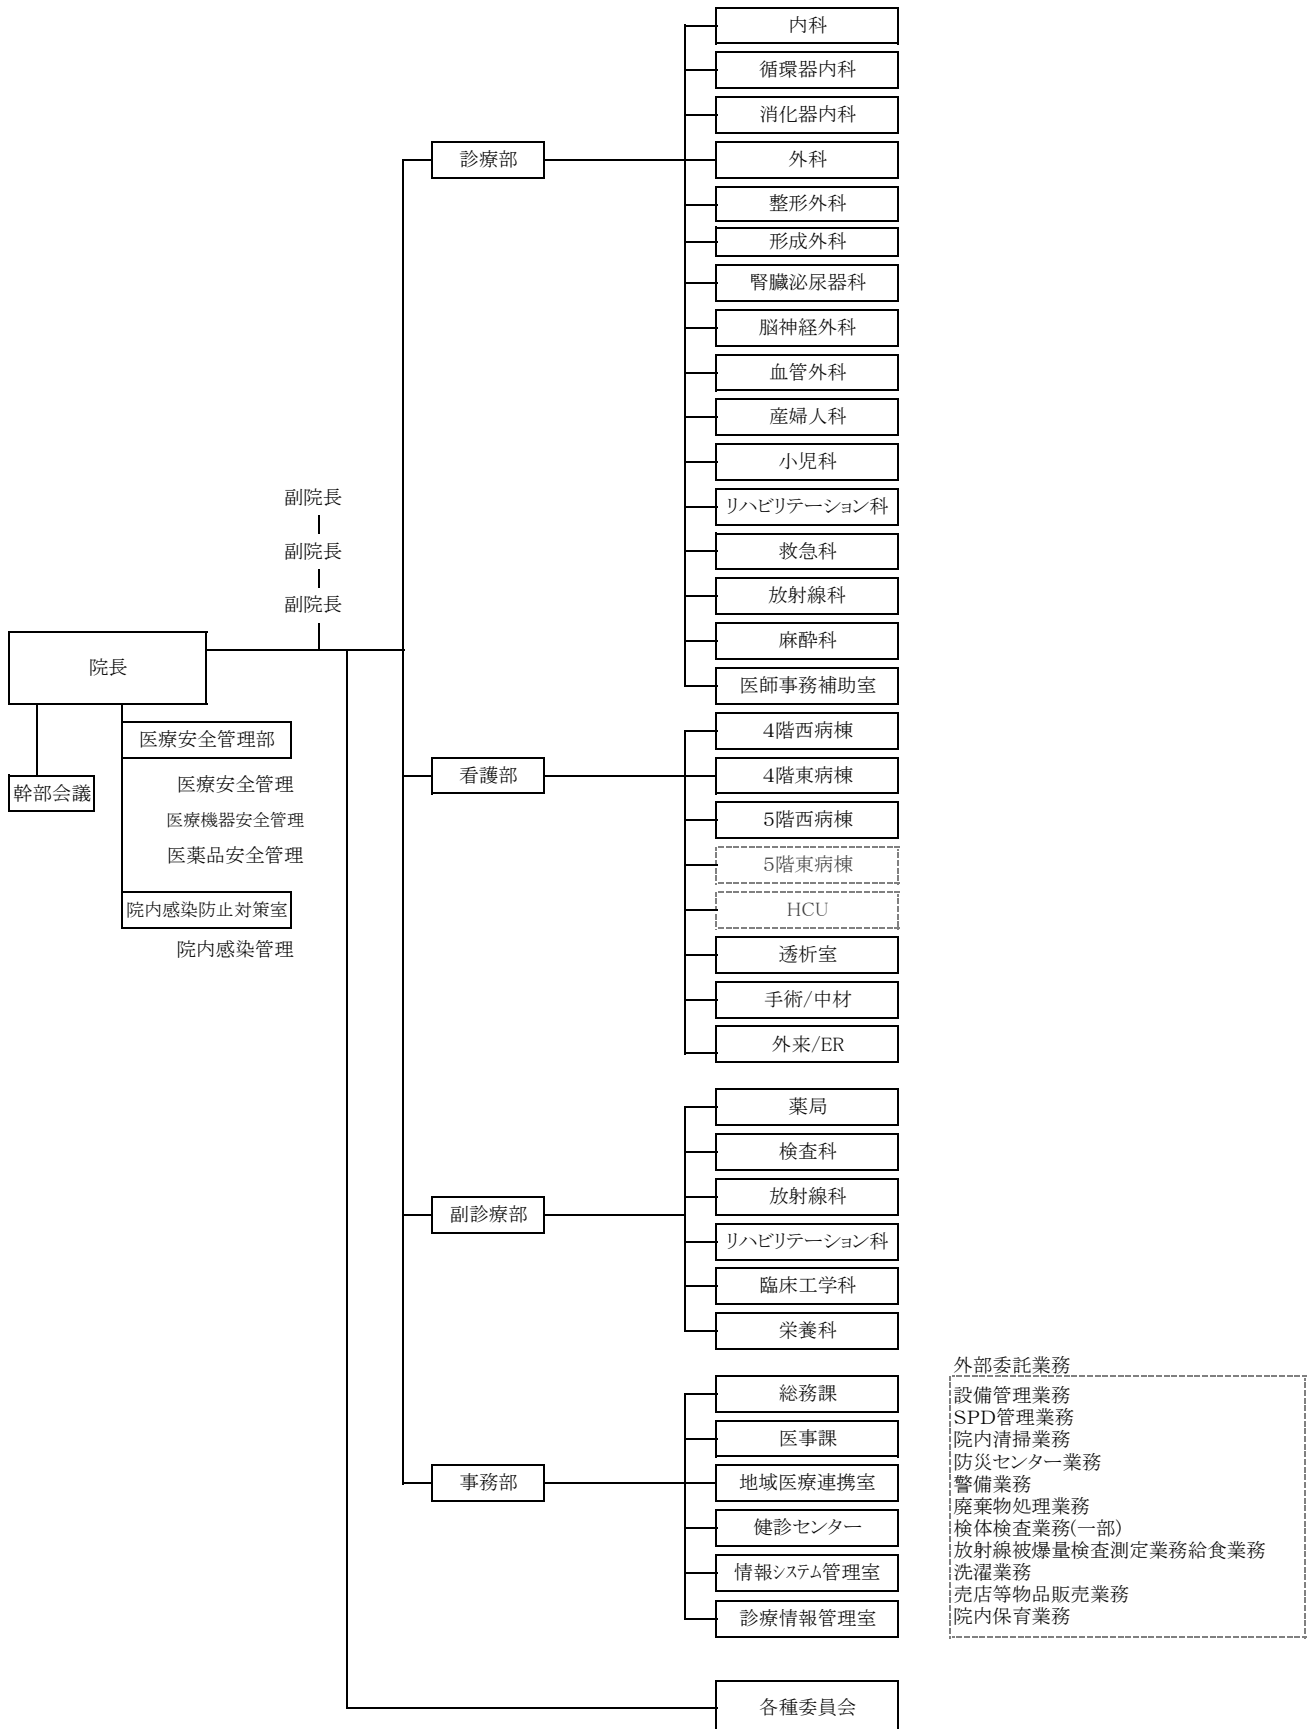 院長
幹部会議
医療安全管理部
医療安全管理
医療機器安全管理
医薬品安全管理
院内感染防止対策室
院内感染管理
副院長
副院長
副院長
診療部
内科
循環器内科
消化器内科
外科
整形外科
形成外科
腎臓泌尿器科
脳神経外科
血管外科
産婦人科
小児科
リハビリテーション科
救急科
放射線科
麻酔科
医師事務補助室
看護部
4階西病棟
4階東病棟
5階西病棟
5階東病棟
HCU
透析室
手術/中材
外来/ER
副診療部
薬局
検査科
放射線科
リハビリテーション科
臨床工学科
栄養科
事務部
総務課
医事課
地域医療連携室
健診センター
情報システム管理室
診療情報管理室
各種委員会
外部委託業務
設備管理業務
SPD管理業務
院内清掃業務
防災センター業務
警備業務
廃棄物処理業務
検体検査業務(一部)
放射線被爆量検査測定業務給食業務
洗濯業務
売店等物品販売業務
院内保育業務